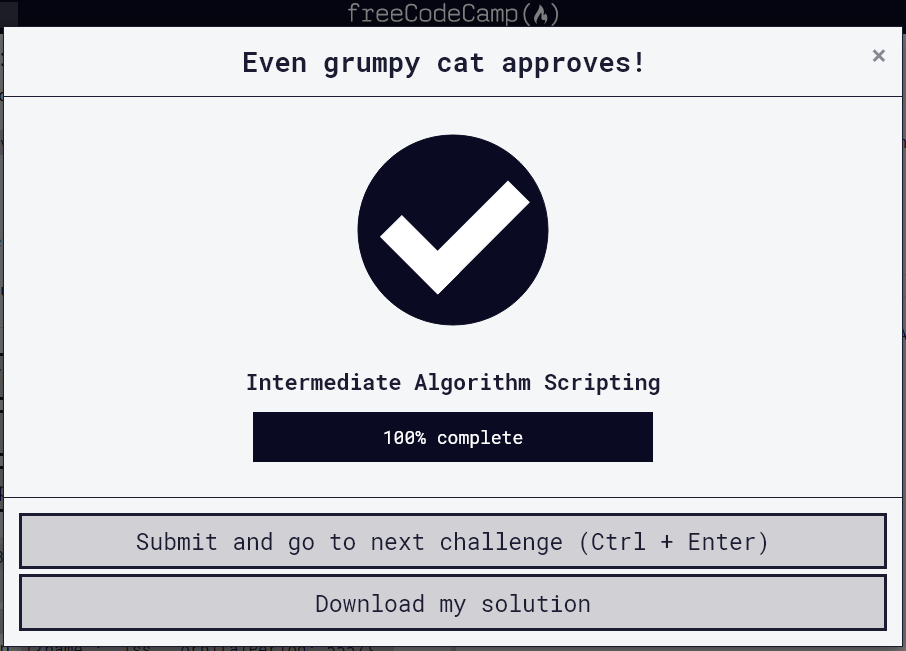 freeCodeCamp(🔥)
Even grumpy cat approves!
×
Intermediate Algorithm Scripting
100% complete
Submit and go to next challenge (Ctrl + Enter)
Download my solution